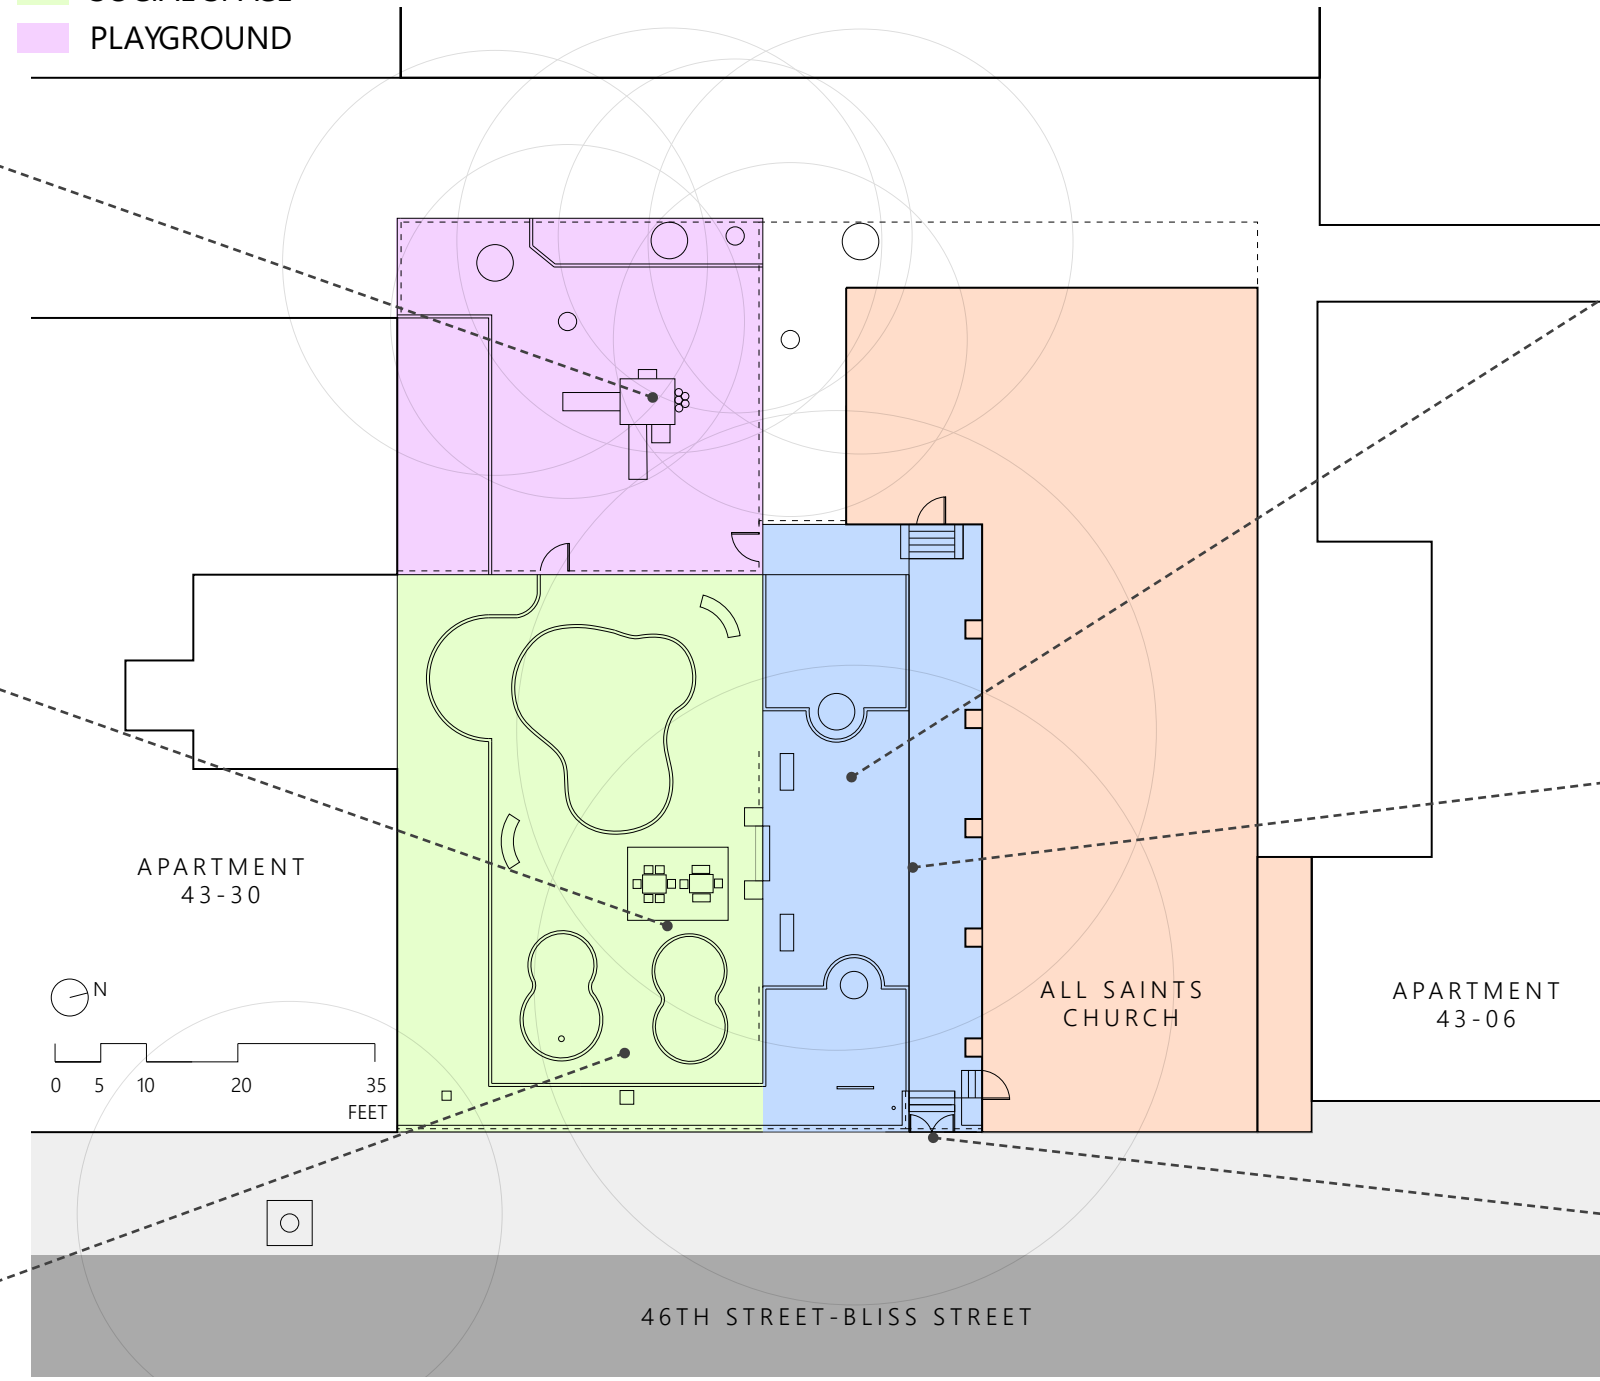 PLAYGROUND
APARTMENT
43-30
N
0 5 10 20 35
FEET
ALL SAINTS
CHURCH
APARTMENT
43-06
46TH STREET-BLISS STREET